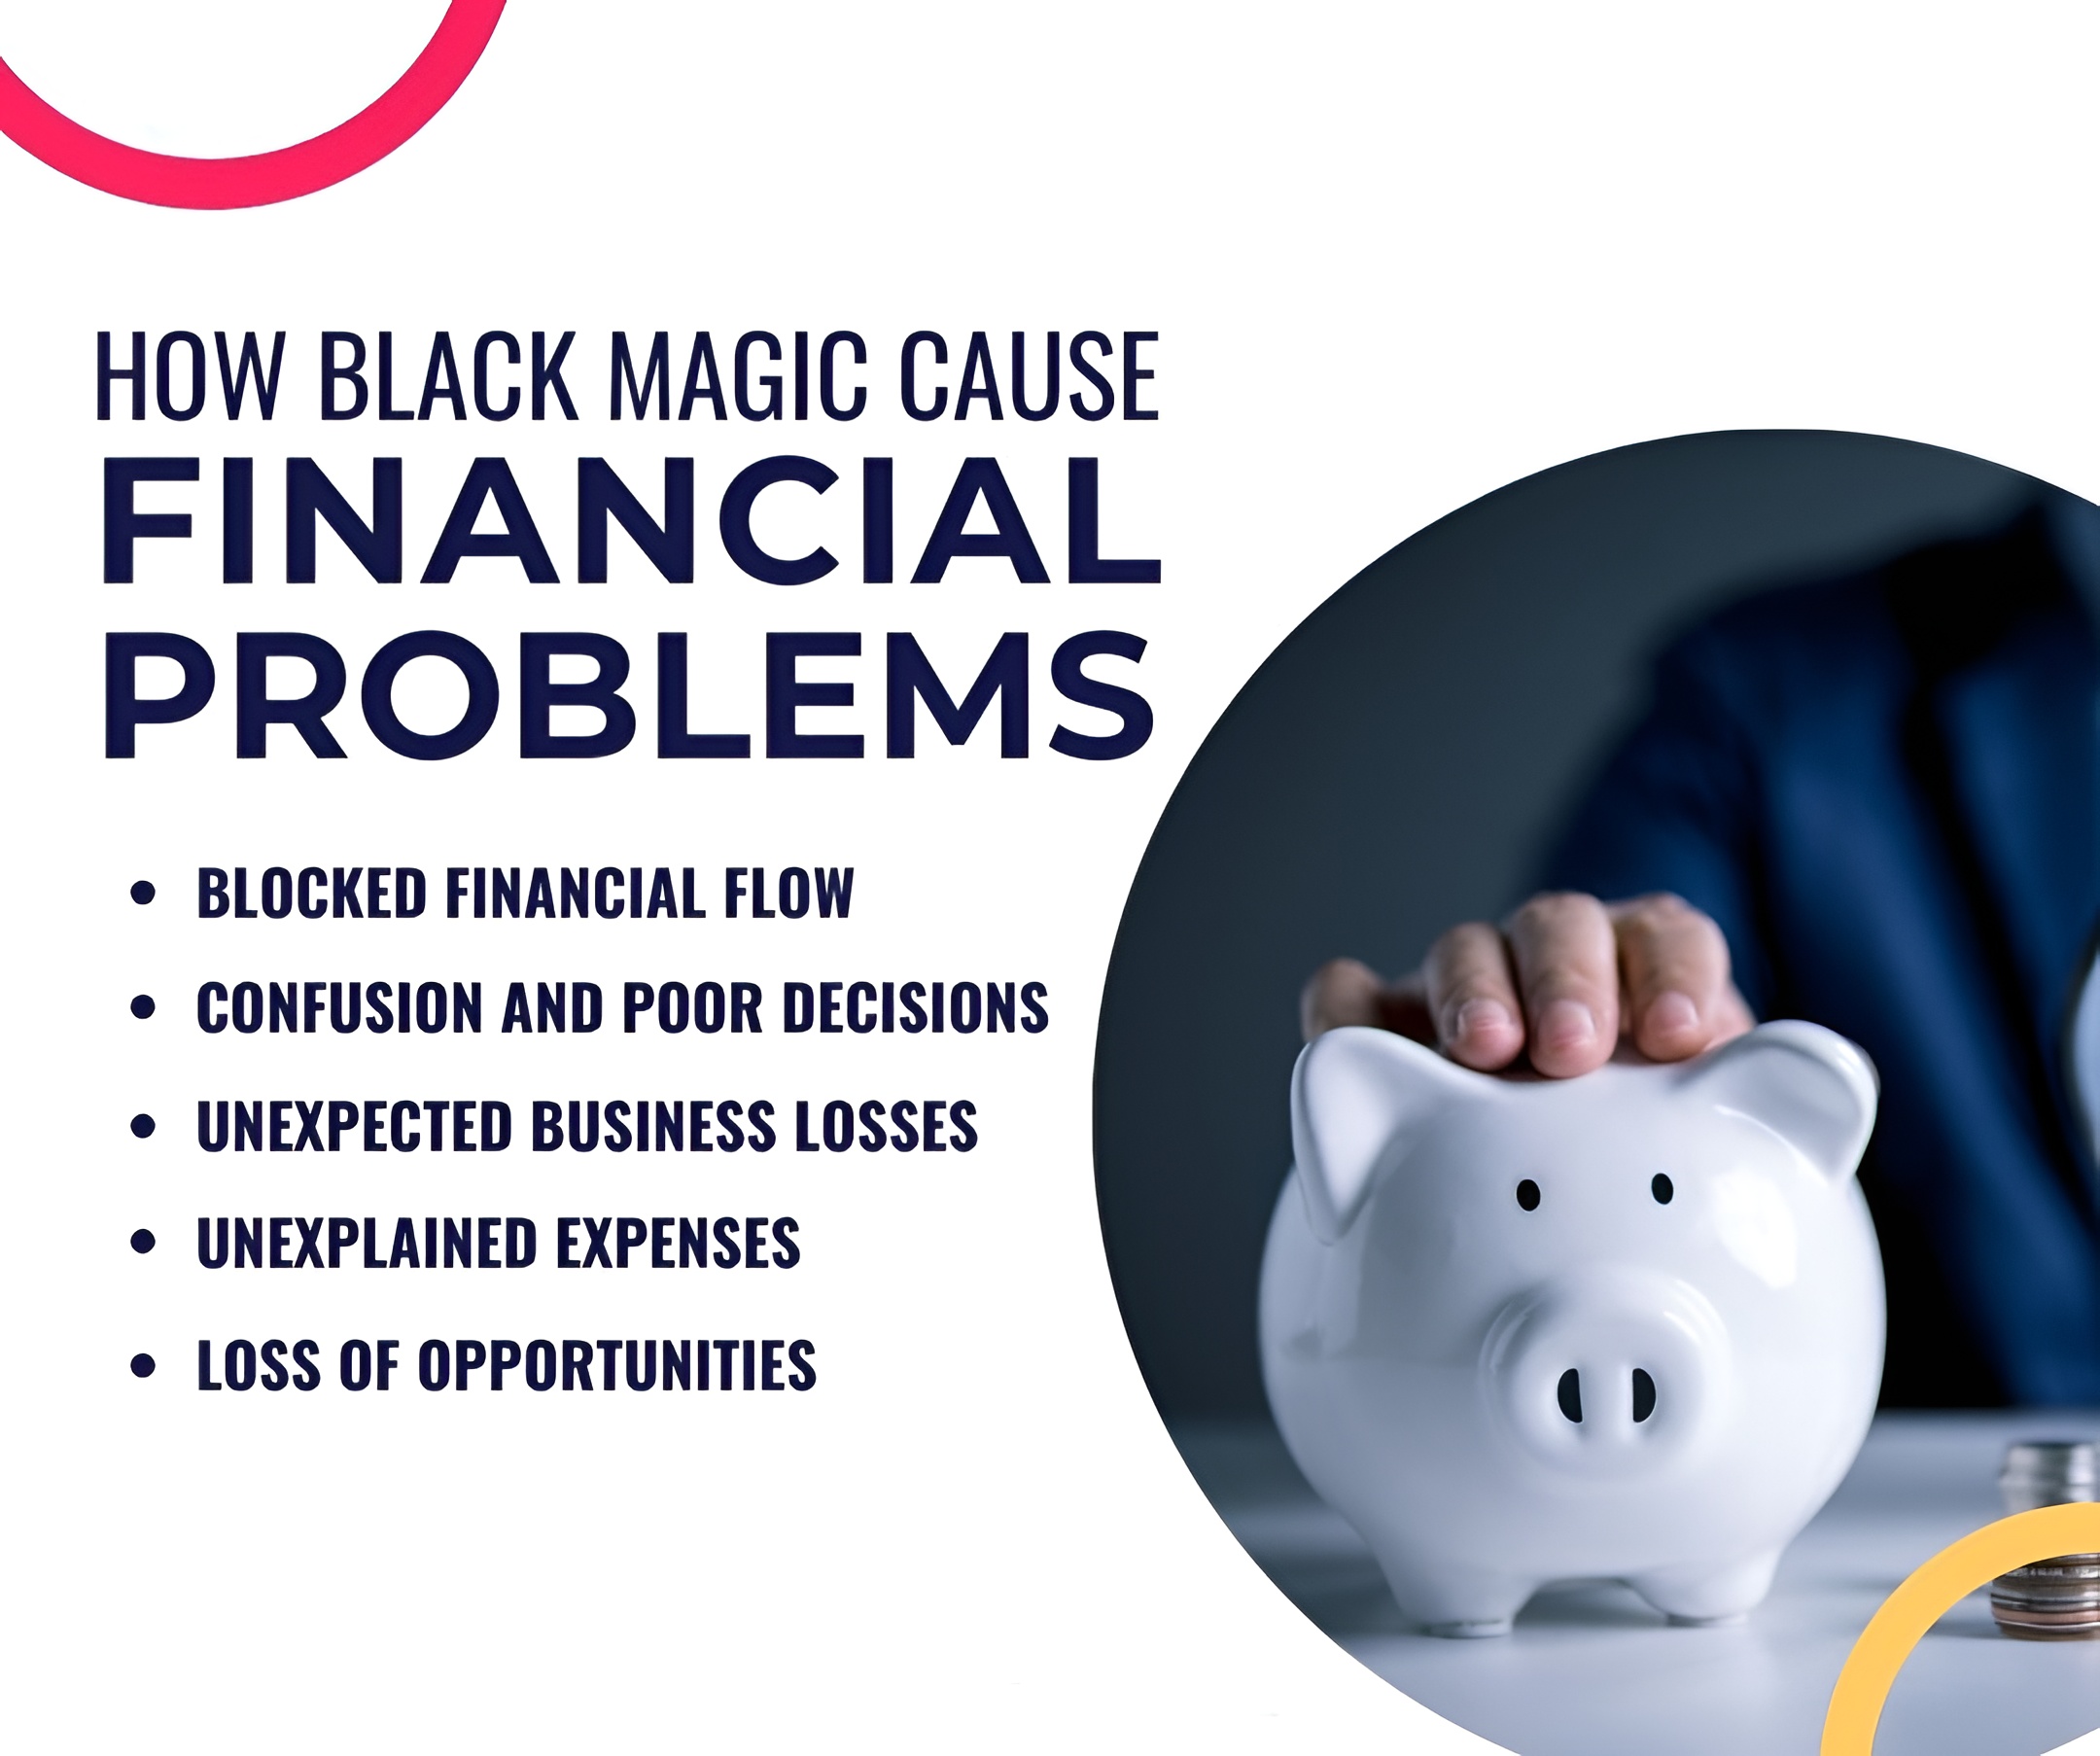 HOW BLACK MAGIC CAUSE
FINANCIAL
PROBLEMS
• BLOCKED FINANCIAL FLOW
• CONFUSION AND POOR DECISIONS
• UNEXPECTED BUSINESS LOSSES
• UNEXPLAINED EXPENSES
• LOSS OF OPPORTUNITIES